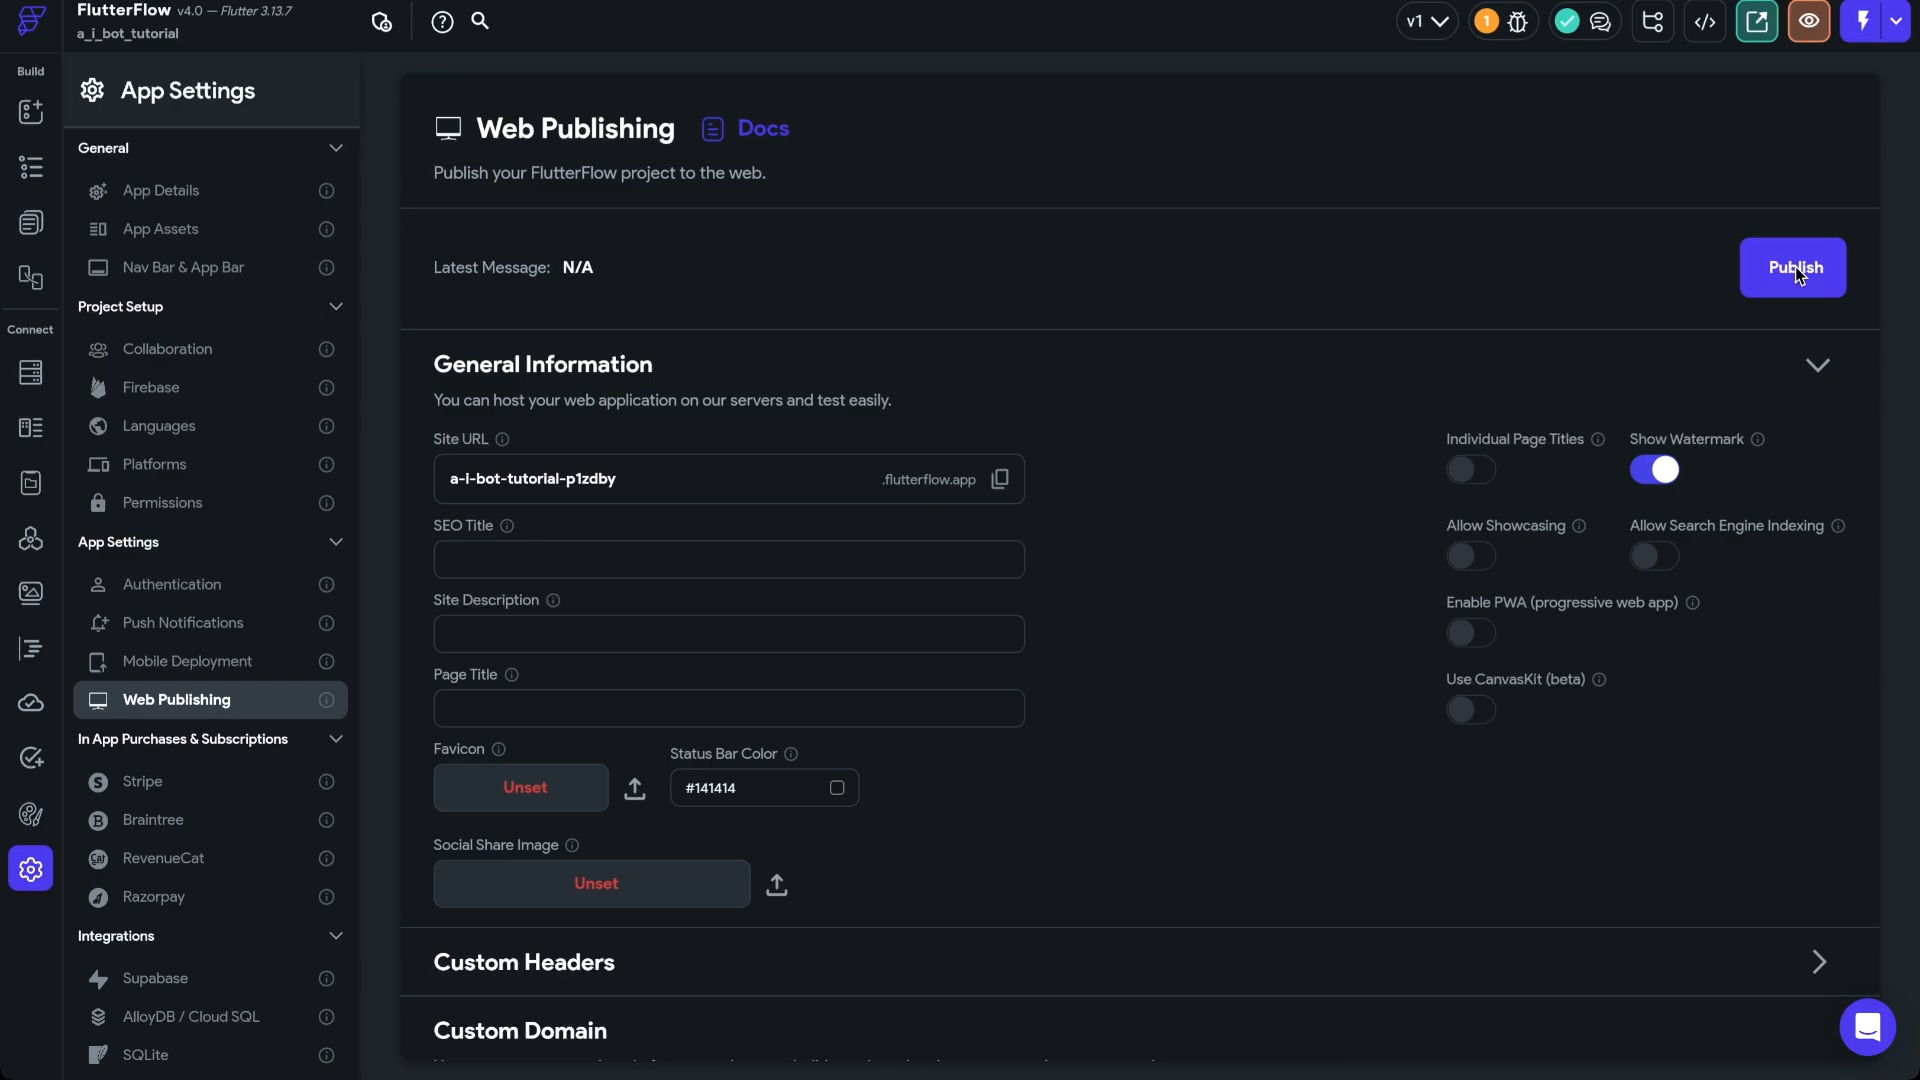 FlutterFlow v4.0 — Flutter 3.13.7
a_i_bot_tutorial
v1
1
Build
Connect
App Settings
General
App Details
App Assets
Nav Bar & App Bar
Project Setup
Collaboration
Firebase
Languages
Platforms
Permissions
App Settings
Authentication
Push Notifications
Mobile Deployment
Web Publishing
In App Purchases & Subscriptions
Stripe
Braintree
RevenueCat
Razorpay
Integrations
Supabase
AlloyDB / Cloud SQL
SQLite
Web Publishing Docs
Publish your FlutterFlow project to the web.
Latest Message: N/A
Publish
General Information
You can host your web application on our servers and test easily.
Site URL
a-i-bot-tutorial-p1zdby .flutterflow.app
SEO Title
Site Description
Page Title
Favicon
Unset
Status Bar Color
#141414
Social Share Image
Unset
Individual Page Titles
Show Watermark
Allow Showcasing
Allow Search Engine Indexing
Enable PWA (progressive web app)
Use CanvasKit (beta)
Custom Headers
Custom Domain